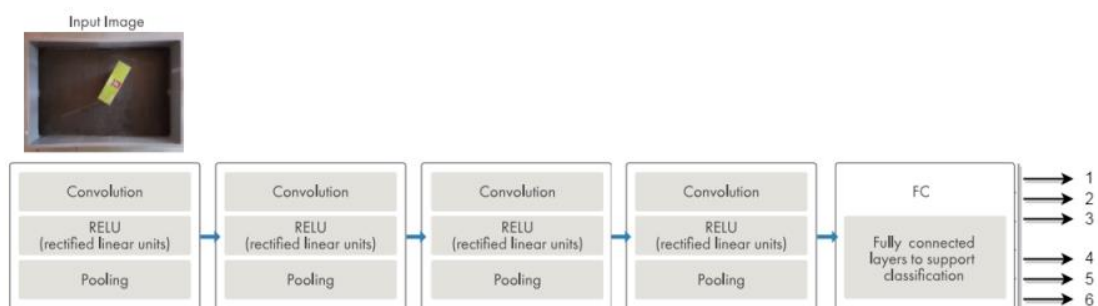 Input Image
Convolution
RELU
(rectified linear units)
Pooling
Convolution
RELU
(rectified linear units)
Pooling
Convolution
RELU
(rectified linear units)
Pooling
Convolution
RELU
(rectified linear units)
Pooling
FC
Fully connected
layers to support
classification
1
2
3
4
5
6